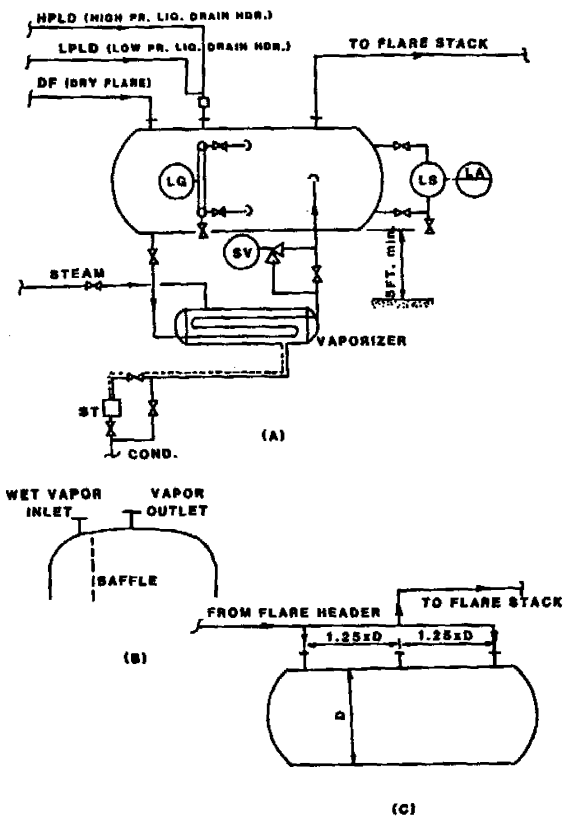 HPLD (HIGH PR. LIQ. DRAIN HDR.)
LPLD (LOW PR. LIQ. DRAIN HDR.)
TO FLARE STACK
DF (DRY FLARE)
LG
LS
LA
SV
5FT. min.
STEAM
VAPORIZER
ST
COND.
(A)
WET VAPOR
INLET
VAPOR
OUTLET
BAFFLE
(B)
FROM FLARE HEADER
TO FLARE STACK
1.25xD
1.25xD
D
(C)